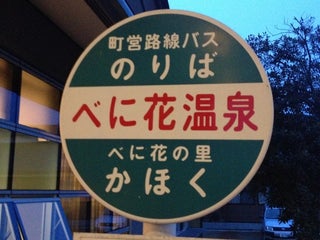 町営路線バス
のりば
べに花温泉
べに花の里
かほく